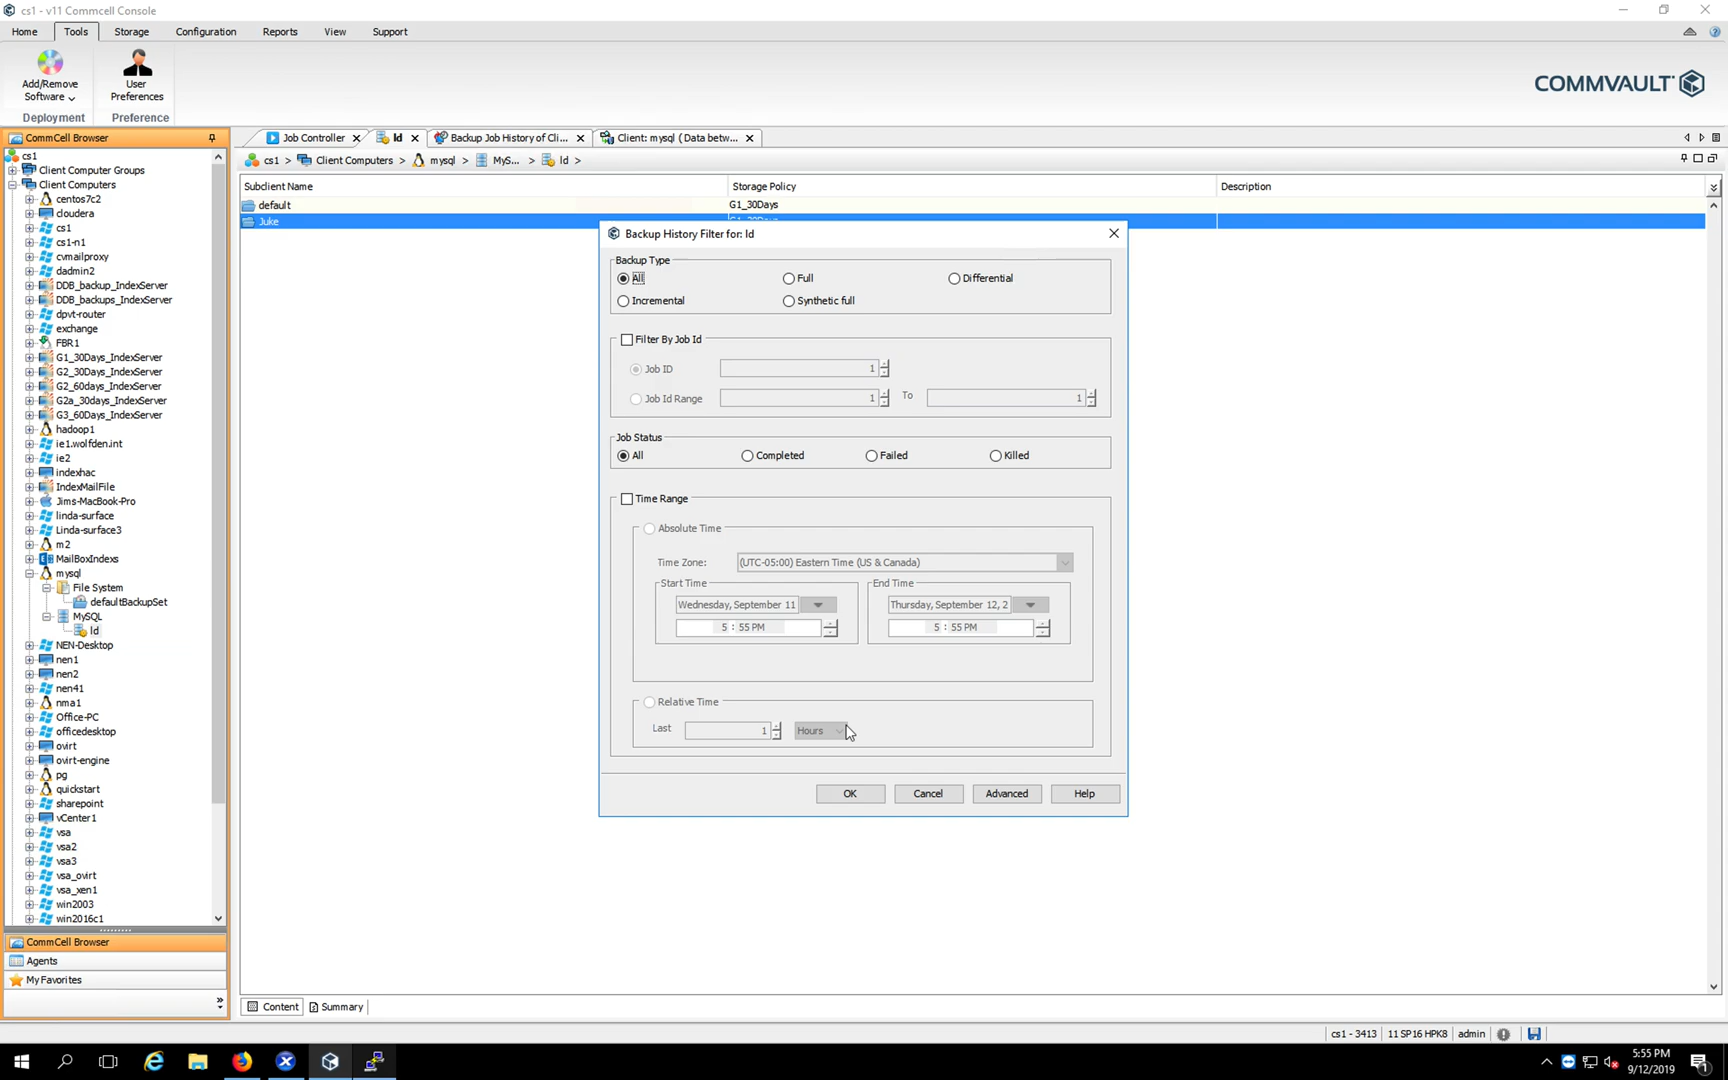 cs1 - v11 Commcell Console
Home
Tools
Storage
Configuration
Reports
View
Support
Add/Remove
Software
User
Preferences
Deployment
Preference
COMMVAULT
CommCell Browser
cs1
Client Computer Groups
Client Computers
centos7c2
cloudera
cs1
cs1-n1
cvmailproxy
dadmin2
DDB_backup_IndexServer
DDB_backups_IndexServer
dpvt-router
exchange
FBR1
G1_30Days_IndexServer
G2_30days_IndexServer
G2_60days_IndexServer
G2a_30days_IndexServer
G3_60Days_IndexServer
hadoop1
ie1.wolfden.int
ie2
indexhac
IndexMailFile
Jims-MacBook-Pro
linda-surface
Linda-surface3
m2
MailBoxIndexs
mysql
File System
defaultBackupSet
MySQL
ld
NEN-Desktop
nen1
nen2
nen41
nma1
Office-PC
officedesktop
ovirt
ovirt-engine
pg
quickstart
sharepoint
vCenter1
vsa
vsa2
vsa3
vsa_ovirt
vsa_xen1
win2003
win2016c1
CommCell Browser
Agents
My Favorites
Job Controller
ld
Backup Job History of Cli...
Client: mysql ( Data betw...
cs1 > Client Computers > mysql > MyS... > ld >
Subclient Name
Storage Policy
Description
default
G1_30Days
Juke
Backup History Filter for: ld
Backup Type
All
Full
Differential
Incremental
Synthetic full
Filter By Job Id
Job ID
1
Job Id Range
1
To
1
Job Status
All
Completed
Failed
Killed
Time Range
Absolute Time
Time Zone:
(UTC-05:00) Eastern Time (US & Canada)
Start Time
End Time
Wednesday, September 11
Thursday, September 12, 2
5 : 55 PM
5 : 55 PM
Relative Time
Last
1
Hours
OK
Cancel
Advanced
Help
Content
Summary
cs1 - 3413
11 SP16 HPK8
admin
5:55 PM
9/12/2019
1